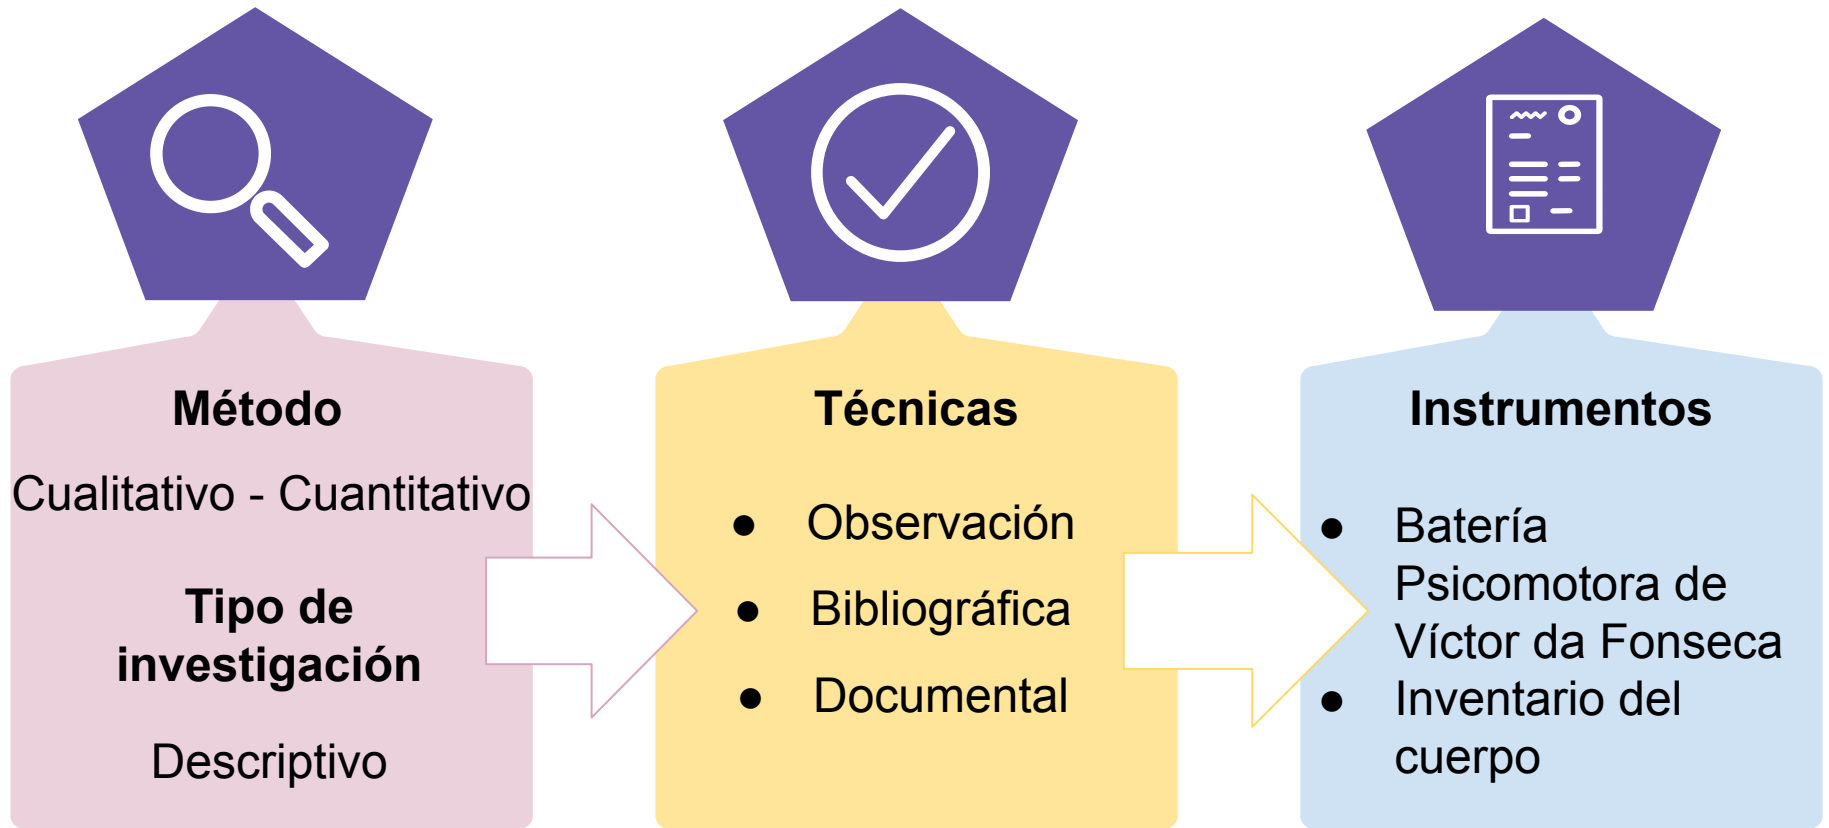 Método
Cualitativo - Cuantitativo
Tipo de
investigación
Descriptivo
Técnicas
● Observación
● Bibliográfica
● Documental
Instrumentos
● Batería
Psicomotora de
Víctor da Fonseca
● Inventario del
cuerpo